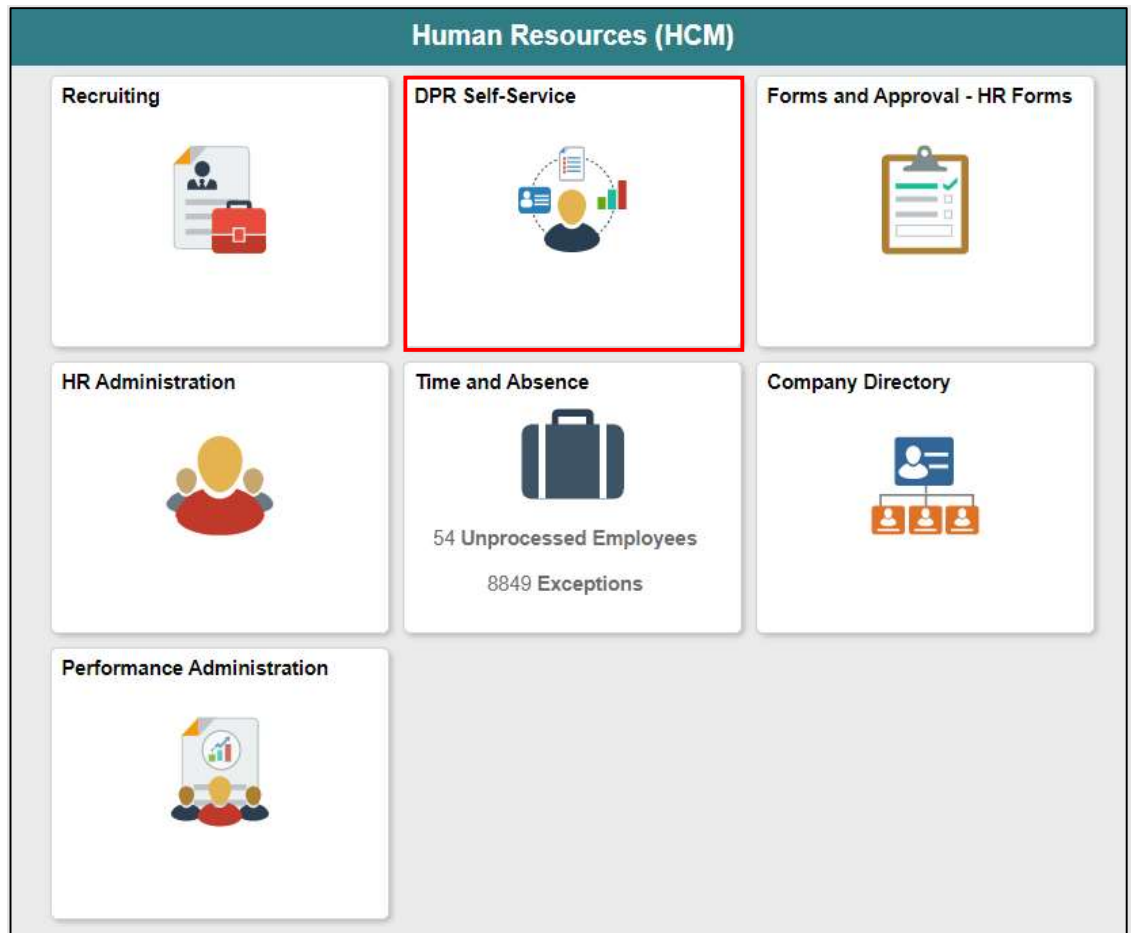 Human Resources (HCM)
Recruiting
DPR Self-Service
Forms and Approval - HR Forms
HR Administration
Time and Absence
54 Unprocessed Employees
8849 Exceptions
Company Directory
Performance Administration